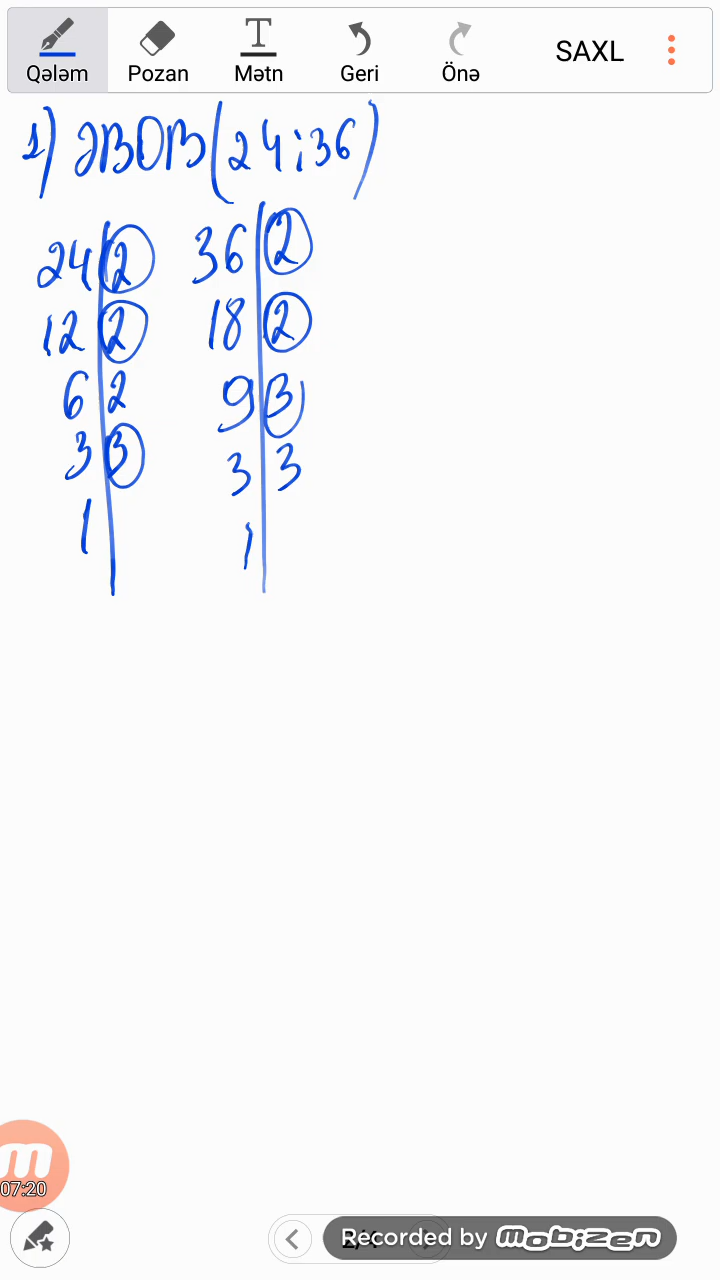 Qələm Pozan Mətn Geri Önə SAXL
1) ƏBOB(24;36)
24 2 36 2
12 2 18 2
6 2 9 3
3 3 3 3
1 1
07:20
Recorded by mobizen